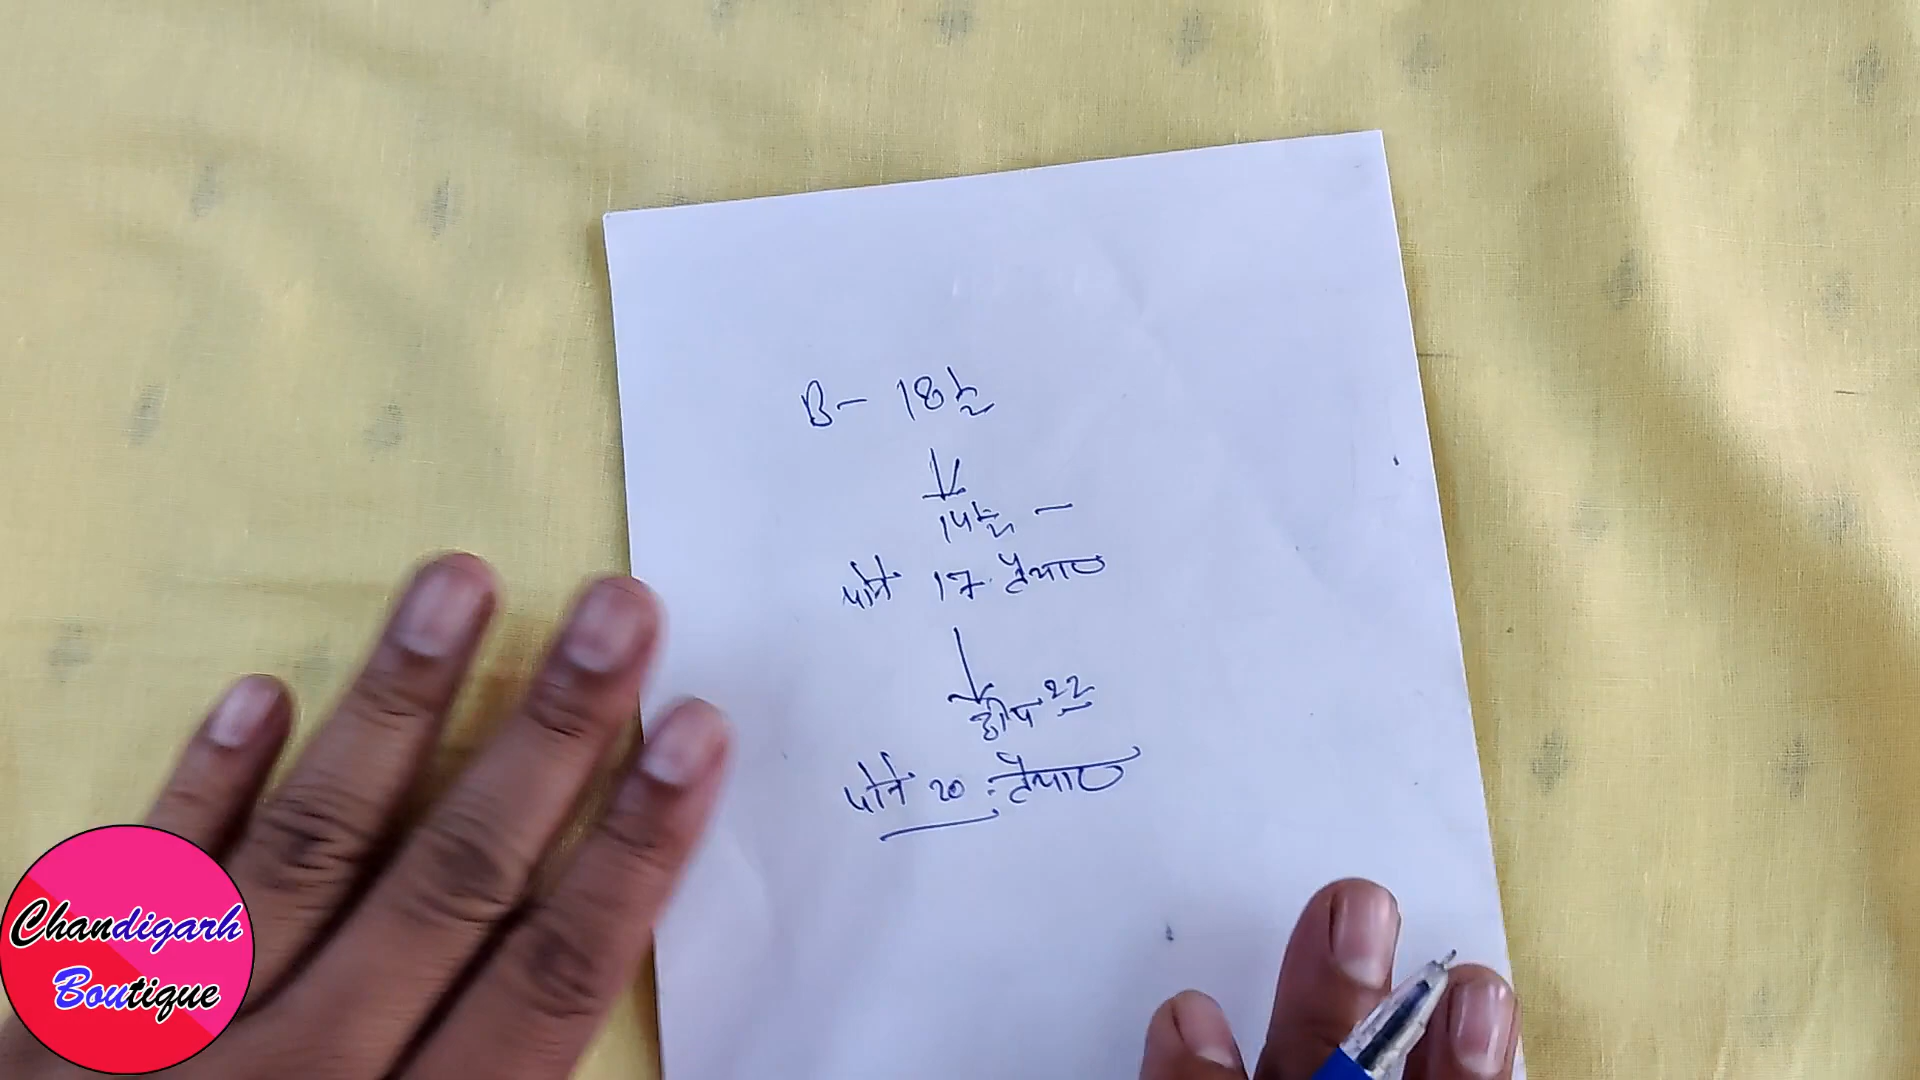 B- 18½
14½ -
पोने 17. तैयार
हीप 22
पोने 20. तैयार
Chandigarh
Boutique